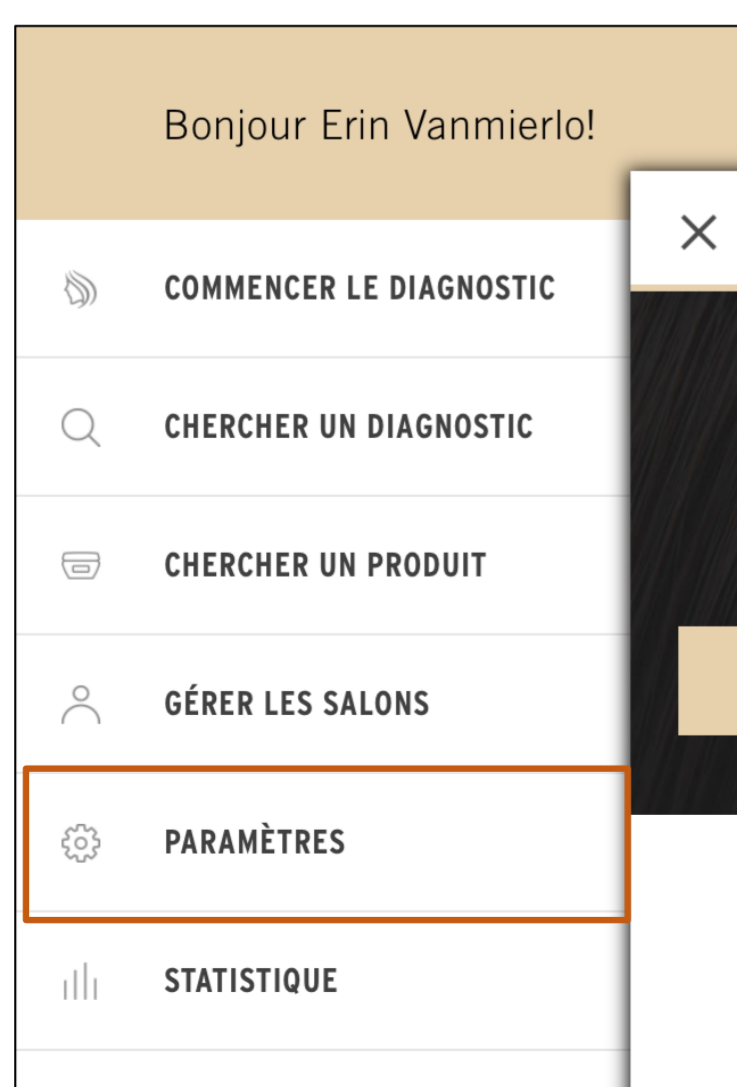 Bonjour Erin Vanmierlo!
COMMENCER LE DIAGNOSTIC
CHERCHER UN DIAGNOSTIC
CHERCHER UN PRODUIT
GÉRER LES SALONS
PARAMÈTRES
STATISTIQUE